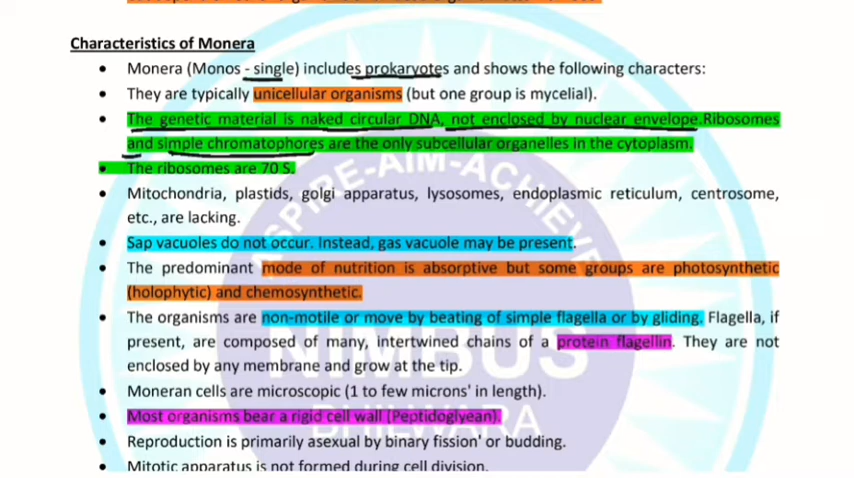 Characteristics of Monera
• Monera (Monos - single) includes prokaryotes and shows the following characters:
• They are typically unicellular organisms (but one group is mycelial).
• The genetic material is naked circular DNA, not enclosed by nuclear envelope.Ribosomes
and simple chromatophores are the only subcellular organelles in the cytoplasm.
• The ribosomes are 70 S.
• Mitochondria, plastids, golgi apparatus, lysosomes, endoplasmic reticulum, centrosome,
etc., are lacking.
• Sap vacuoles do not occur. Instead, gas vacuole may be present.
• The predominant mode of nutrition is absorptive but some groups are photosynthetic
(holophytic) and chemosynthetic.
• The organisms are non-motile or move by beating of simple flagella or by gliding. Flagella, if
present, are composed of many, intertwined chains of a protein flagellin. They are not
enclosed by any membrane and grow at the tip.
• Moneran cells are microscopic (1 to few microns' in length).
• Most organisms bear a rigid cell wall (Peptidoglyean).
• Reproduction is primarily asexual by binary fission' or budding.
• Mitotic apparatus is not formed during cell division.
ASPIRE-AIM-ACHIEVE
NIMBUS
BHILWARA